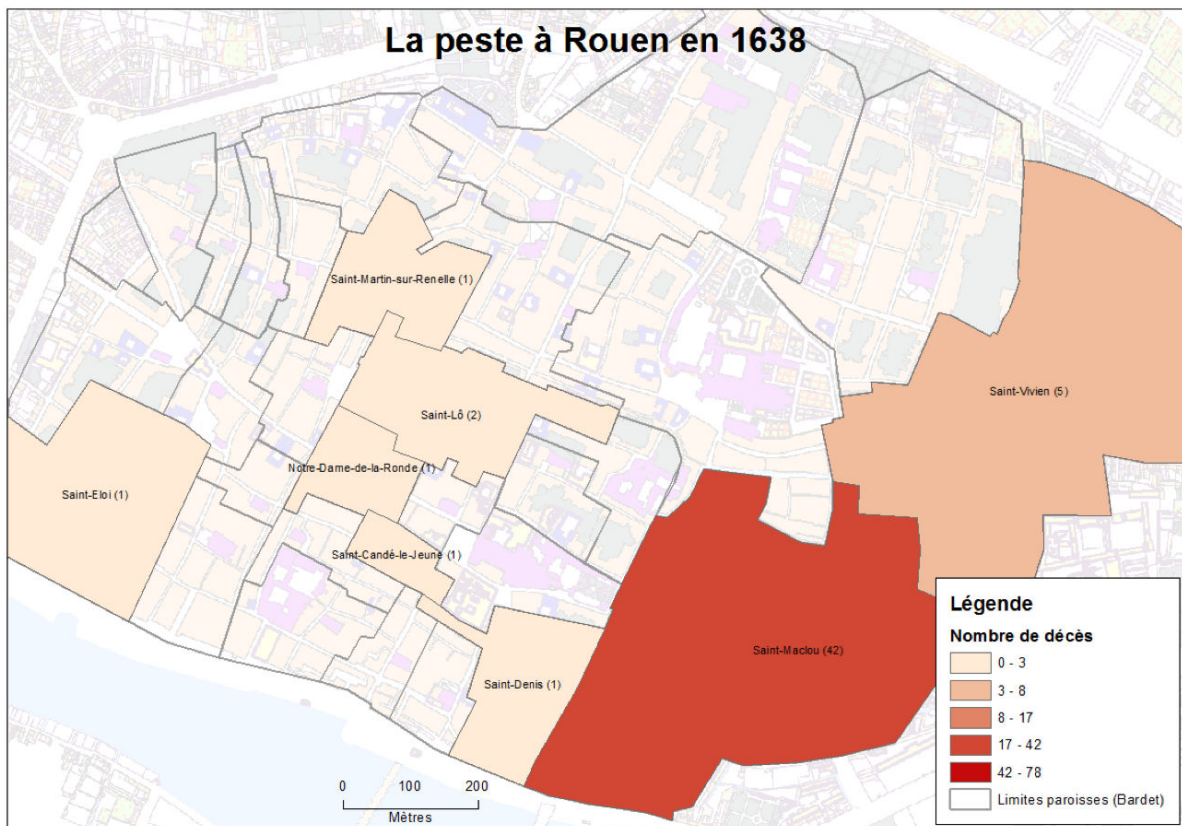 La peste à Rouen en 1638
Saint-Martin-sur-Renelle (1)
Saint-Vivien (5)
Saint-Lô (2)
Notre-Dame-de-la-Ronde (1)
Saint-Eloi (1)
Saint-Candé-le-Jeune (1)
Saint-Maclou (42)
Saint-Denis (1)
0 100 200
Mètres
Légende
Nombre de décès
0 - 3
3 - 8
8 - 17
17 - 42
42 - 78
Limites paroisses (Bardet)